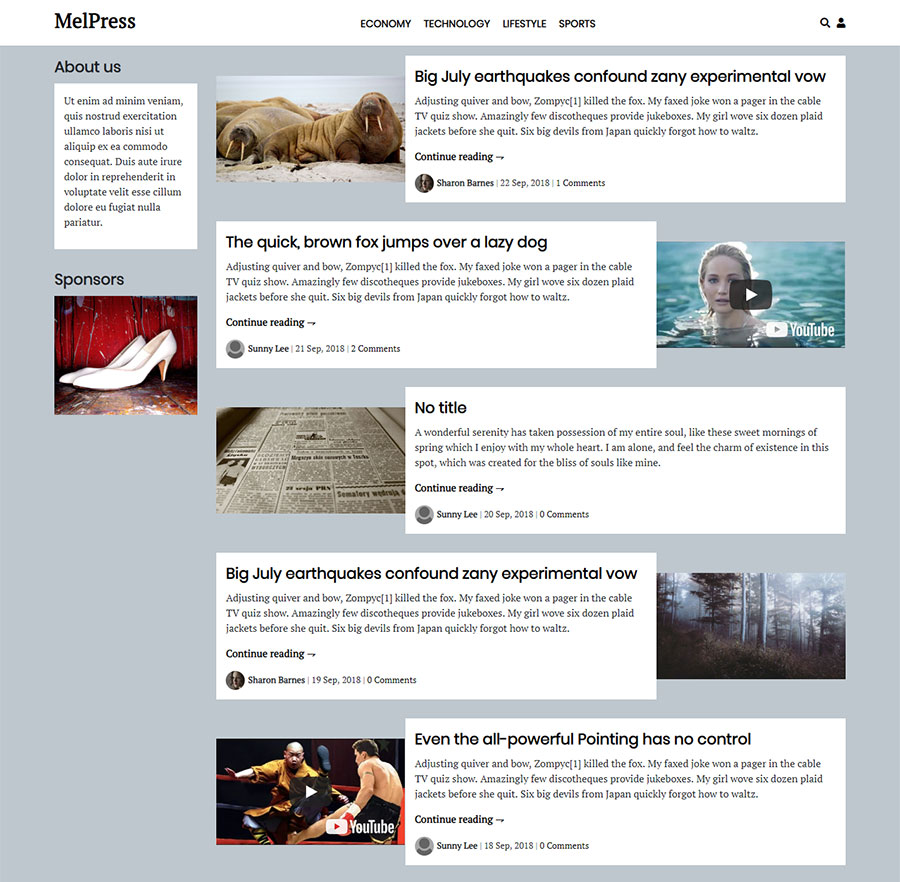 MelPress
ECONOMY TECHNOLOGY LIFESTYLE SPORTS
About us
Ut enim ad minim veniam,
quis nostrud exercitation
ullamco laboris nisi ut
aliquip ex ea commodo
consequat. Duis aute irure
dolor in reprehenderit in
voluptate velit esse cillum
dolore eu fugiat nulla
pariatur.
Sponsors
Big July earthquakes confound zany experimental vow
Adjusting quiver and bow, Zompyc[1] killed the fox. My faxed joke won a pager in the cable
TV quiz show. Amazingly few discotheques provide jukeboxes. My girl wove six dozen plaid
jackets before she quit. Six big devils from Japan quickly forgot how to waltz.
Continue reading →
Sharon Barnes | 22 Sep, 2018 | 1 Comments
The quick, brown fox jumps over a lazy dog
Adjusting quiver and bow, Zompyc[1] killed the fox. My faxed joke won a pager in the cable
TV quiz show. Amazingly few discotheques provide jukeboxes. My girl wove six dozen plaid
jackets before she quit. Six big devils from Japan quickly forgot how to waltz.
Continue reading →
Sunny Lee | 21 Sep, 2018 | 2 Comments
YouTube
No title
A wonderful serenity has taken possession of my entire soul, like these sweet mornings of
spring which I enjoy with my whole heart. I am alone, and feel the charm of existence in this
spot, which was created for the bliss of souls like mine.
Continue reading →
Sunny Lee | 20 Sep, 2018 | 0 Comments
Big July earthquakes confound zany experimental vow
Adjusting quiver and bow, Zompyc[1] killed the fox. My faxed joke won a pager in the cable
TV quiz show. Amazingly few discotheques provide jukeboxes. My girl wove six dozen plaid
jackets before she quit. Six big devils from Japan quickly forgot how to waltz.
Continue reading →
Sharon Barnes | 19 Sep, 2018 | 0 Comments
YouTube
Even the all-powerful Pointing has no control
Adjusting quiver and bow, Zompyc[1] killed the fox. My faxed joke won a pager in the cable
TV quiz show. Amazingly few discotheques provide jukeboxes. My girl wove six dozen plaid
jackets before she quit. Six big devils from Japan quickly forgot how to waltz.
Continue reading →
Sunny Lee | 18 Sep, 2018 | 0 Comments